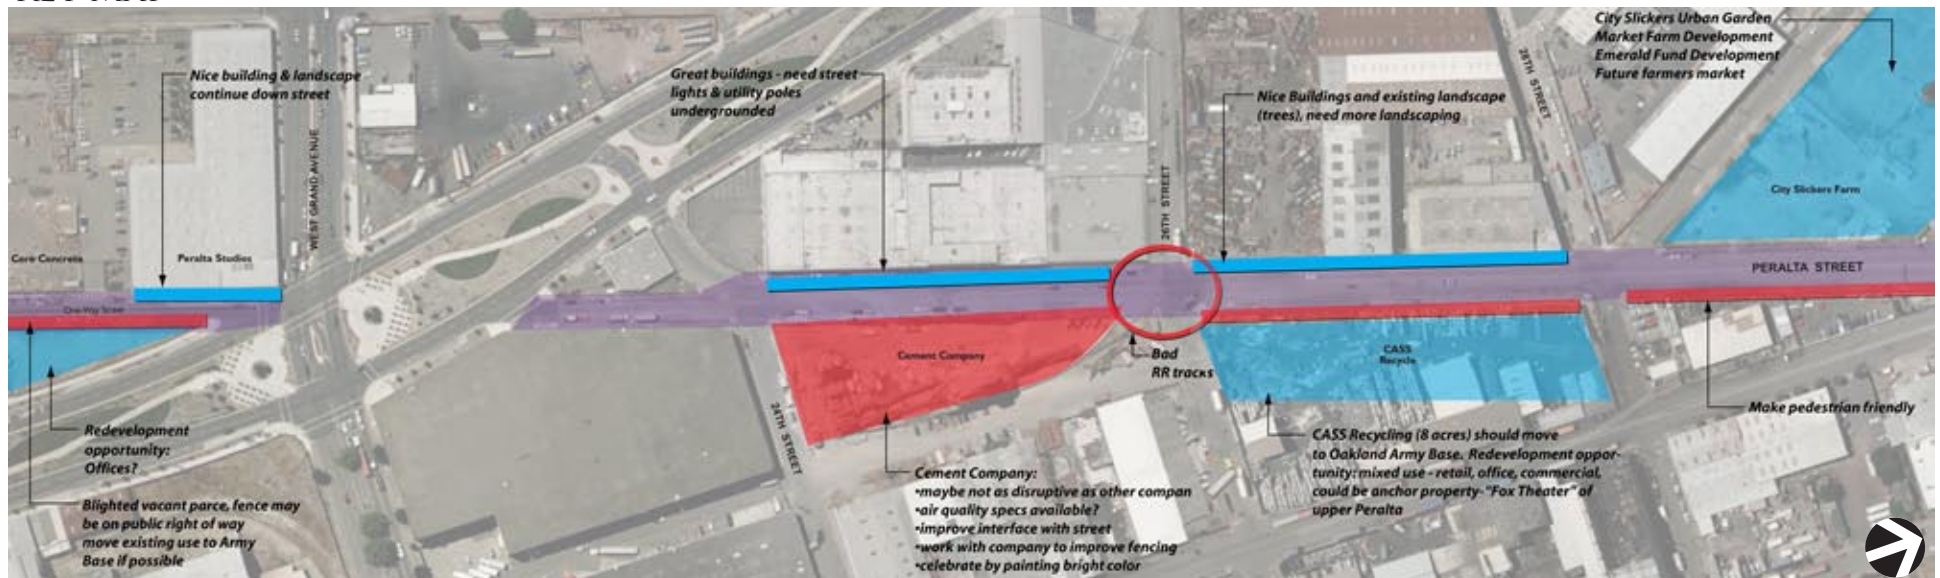 Nice building & landscape
continue down street
Great buildings - need street
lights & utility poles
undergrounded
Nice Buildings and existing landscape
(trees), need more landscaping
City Slickers Urban Garden
Market Farm Development
Emerald Fund Development
Future farmers market
WEST GRAND AVENUE
26TH STREET
28TH STREET
City Slickers Farm
Core Concrete
Peralta Studios
PERALTA STREET
One-Way Street
Cement Company
CASS
Recycle
Bad
RR tracks
24TH STREET
Make pedestrian friendly
Redevelopment
opportunity:
Offices?
Blighted vacant parce, fence may
be on public right of way
move existing use to Army
Base if possible
Cement Company:
•maybe not as disruptive as other compan
•air quality specs available?
•improve interface with street
•work with company to improve fencing
•celebrate by painting bright color
CASS Recycling (8 acres) should move
to Oakland Army Base. Redevelopment oppor-
tunity: mixed use - retail, office, commercial,
could be anchor property- "Fox Theater" of
upper Peralta